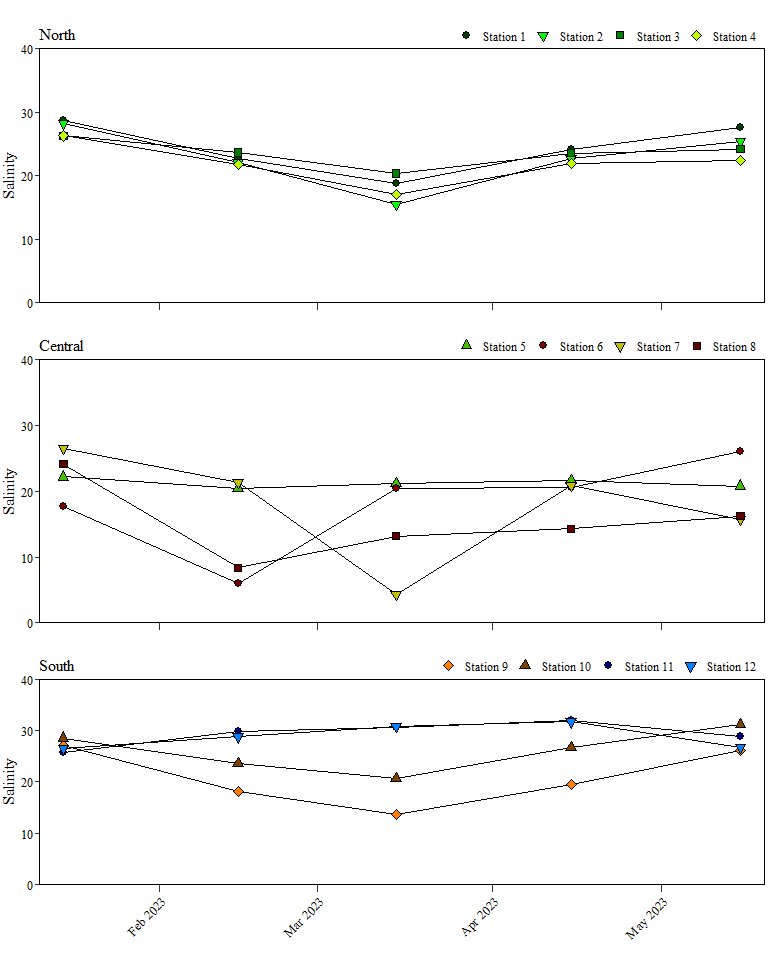 North Station 1 Station 2 Station 3 Station 4
40
30
20
10
0
Salinity
Central Station 5 Station 6 Station 7 Station 8
40
30
20
10
0
Salinity
South Station 9 Station 10 Station 11 Station 12
40
30
20
10
0
Salinity
Feb 2023 Mar 2023 Apr 2023 May 2023